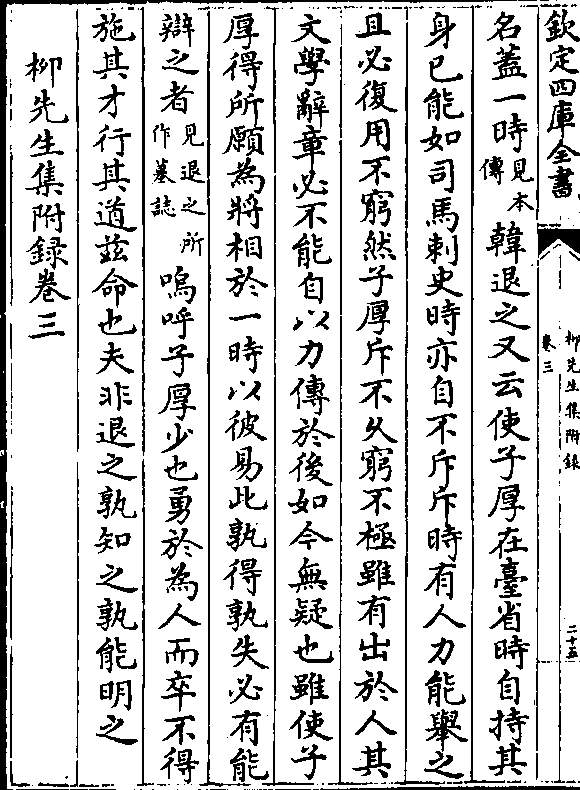 欽定四庫全書
柳先生集附錄
卷三
二十五
名蓋一時見本傳韓退之又云使子厚在臺省時自持其
身已能如司馬刺史時亦自不斥斥時有人力能舉之
且必復用不窮然子厚斥不久窮不極雖有出於人其
文學辭章必不能自以力傳於後如今無疑也雖使子
厚得所願為將相於一時以彼易此孰得孰失必有能
辯之者見退之所作墓誌嗚呼子厚少也勇於為人而卒不得
施其才行其道茲命也夫非退之孰知之孰能明之
柳先生集附錄卷三